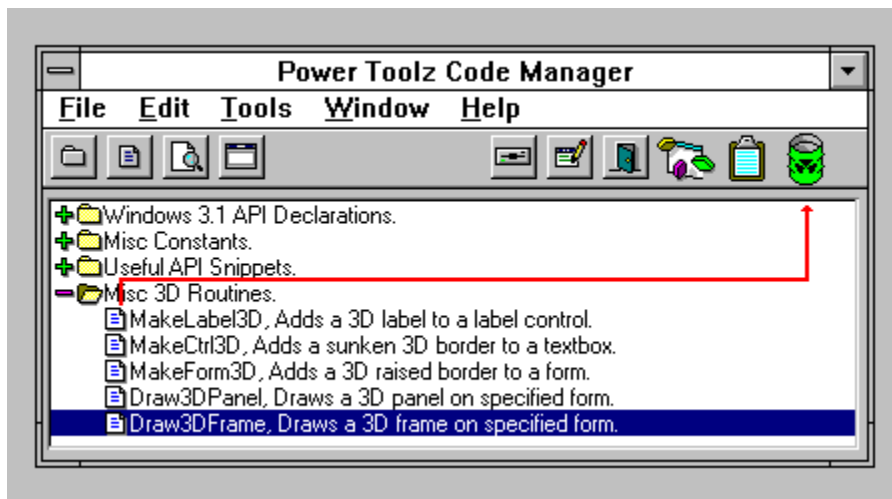 Power Toolz Code Manager
File Edit Tools Window Help
Windows 3.1 API Declarations.
Misc Constants.
Useful API Snippets.
Misc 3D Routines.
MakeLabel3D, Adds a 3D label to a label control.
MakeCtrl3D, Adds a sunken 3D border to a textbox.
MakeForm3D, Adds a 3D raised border to a form.
Draw3DPanel, Draws a 3D panel on specified form.
Draw3DFrame, Draws a 3D frame on specified form.